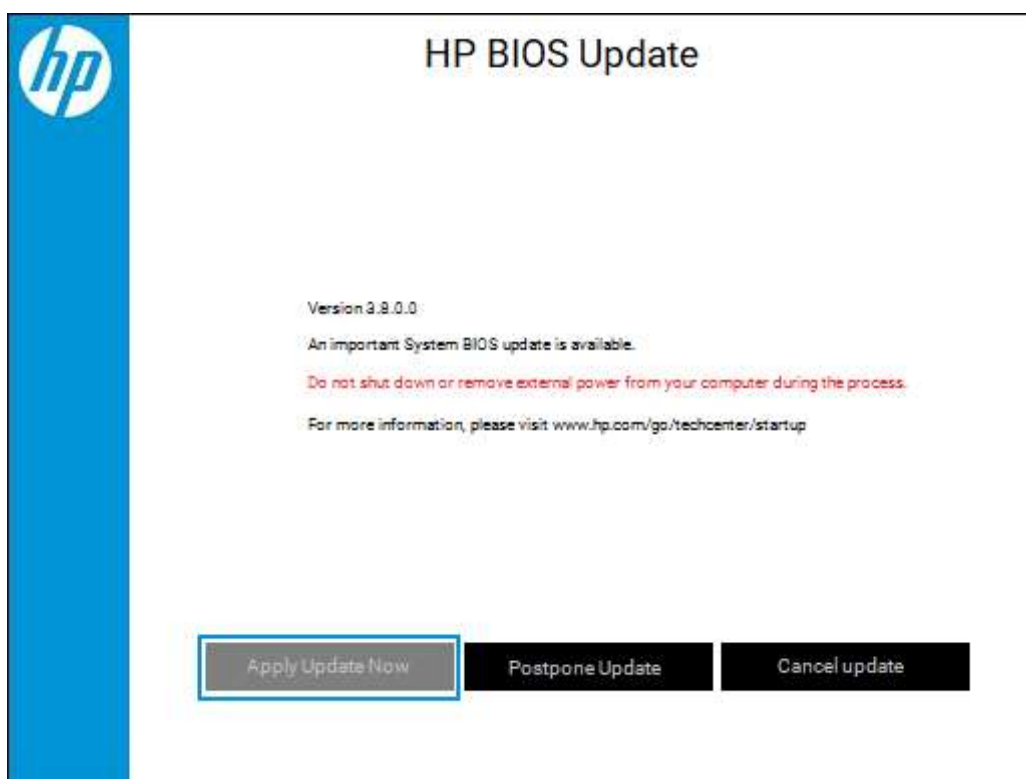 hp
HP BIOS Update
Version 3.8.0.0
An important System BIOS update is available.
Do not shut down or remove external power from your computer during the process.
For more information, please visit www.hp.com/go/techcenter/startup
Apply Update Now
Postpone Update
Cancel update